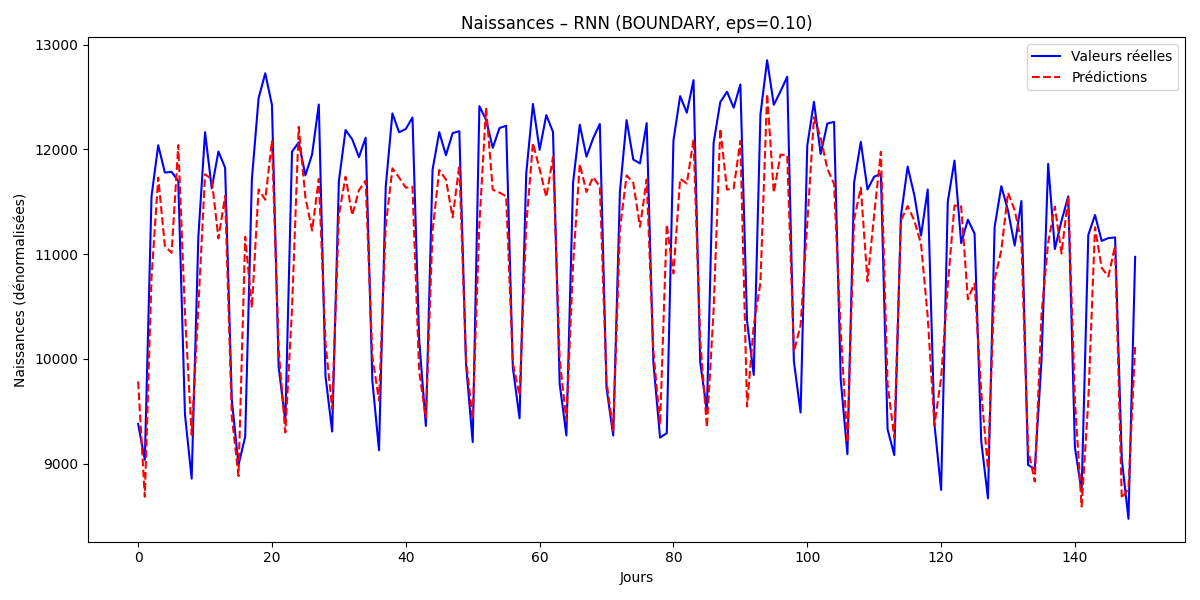 Naissances – RNN (BOUNDARY, eps=0.10)
Valeurs réelles
Prédictions
13000
12000
11000
10000
9000
Naissances (dénormalisées)
0 20 40 60 80 100 120 140
Jours